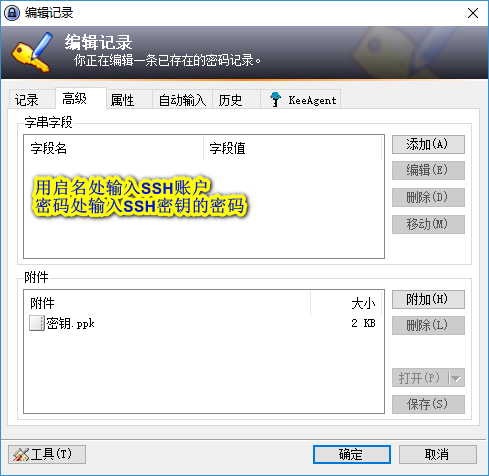 编辑记录
编辑记录
你正在编辑一条已存在的密码记录。
记录 高级 属性 自动输入 历史 KeeAgent
字串字段
字段名 字段值
添加(A)
编辑(E)
删除(D)
移动(M)
用启名处输入SSH账户
密码处输入SSH密钥的密码
附件
附件 大小
密钥.ppk 2 KB
附加(H)
删除(L)
打开(P)
保存(S)
工具(T) 确定 取消